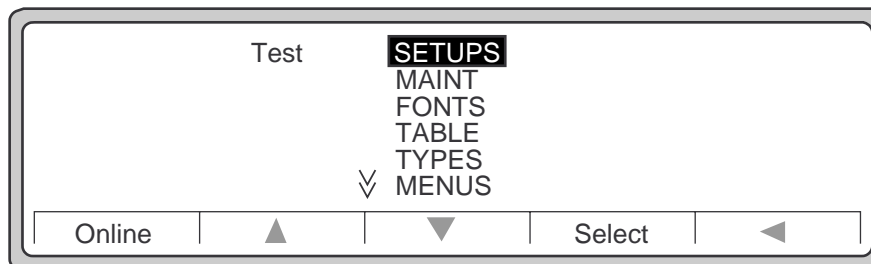 Test SETUPS
MAINT
FONTS
TABLE
TYPES
MENUS
Online Select